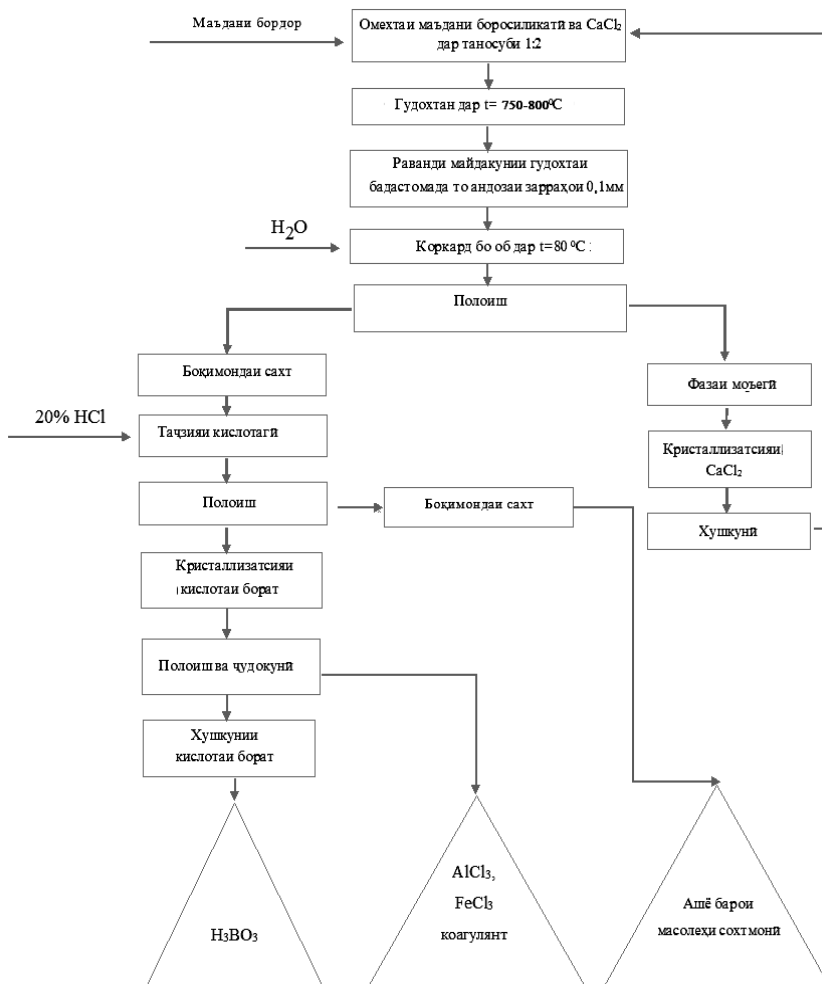 Маъдани бордор
Омехтаи маъдани боросиликатӣ ва CaCl₂
дар таносуби 1:2
Гудохтан дар t= 750-800⁰С
Раванди майдакунии гудохтаи
бадастомада то андозаи зарраҳои 0,1мм
H₂O
Коркард бо об дар t=80 ⁰С
Полоиш
Боқимондаи сахт
Фазаи моъегӣ
20% HCl
Таҷзияи кислотагӣ
Кристаллизатсияи
CaCl₂
Полоиш
Боқимондаи сахт
Хушкунӣ
Кристаллизатсияи
кислотаи борат
Полоиш ва ҷудокунӣ
Хушкунии
кислотаи борат
H₃BO₃
AlCl₃,
FeCl₃
коагулянт
Ашё барои
масолеҳи сохтмонӣ